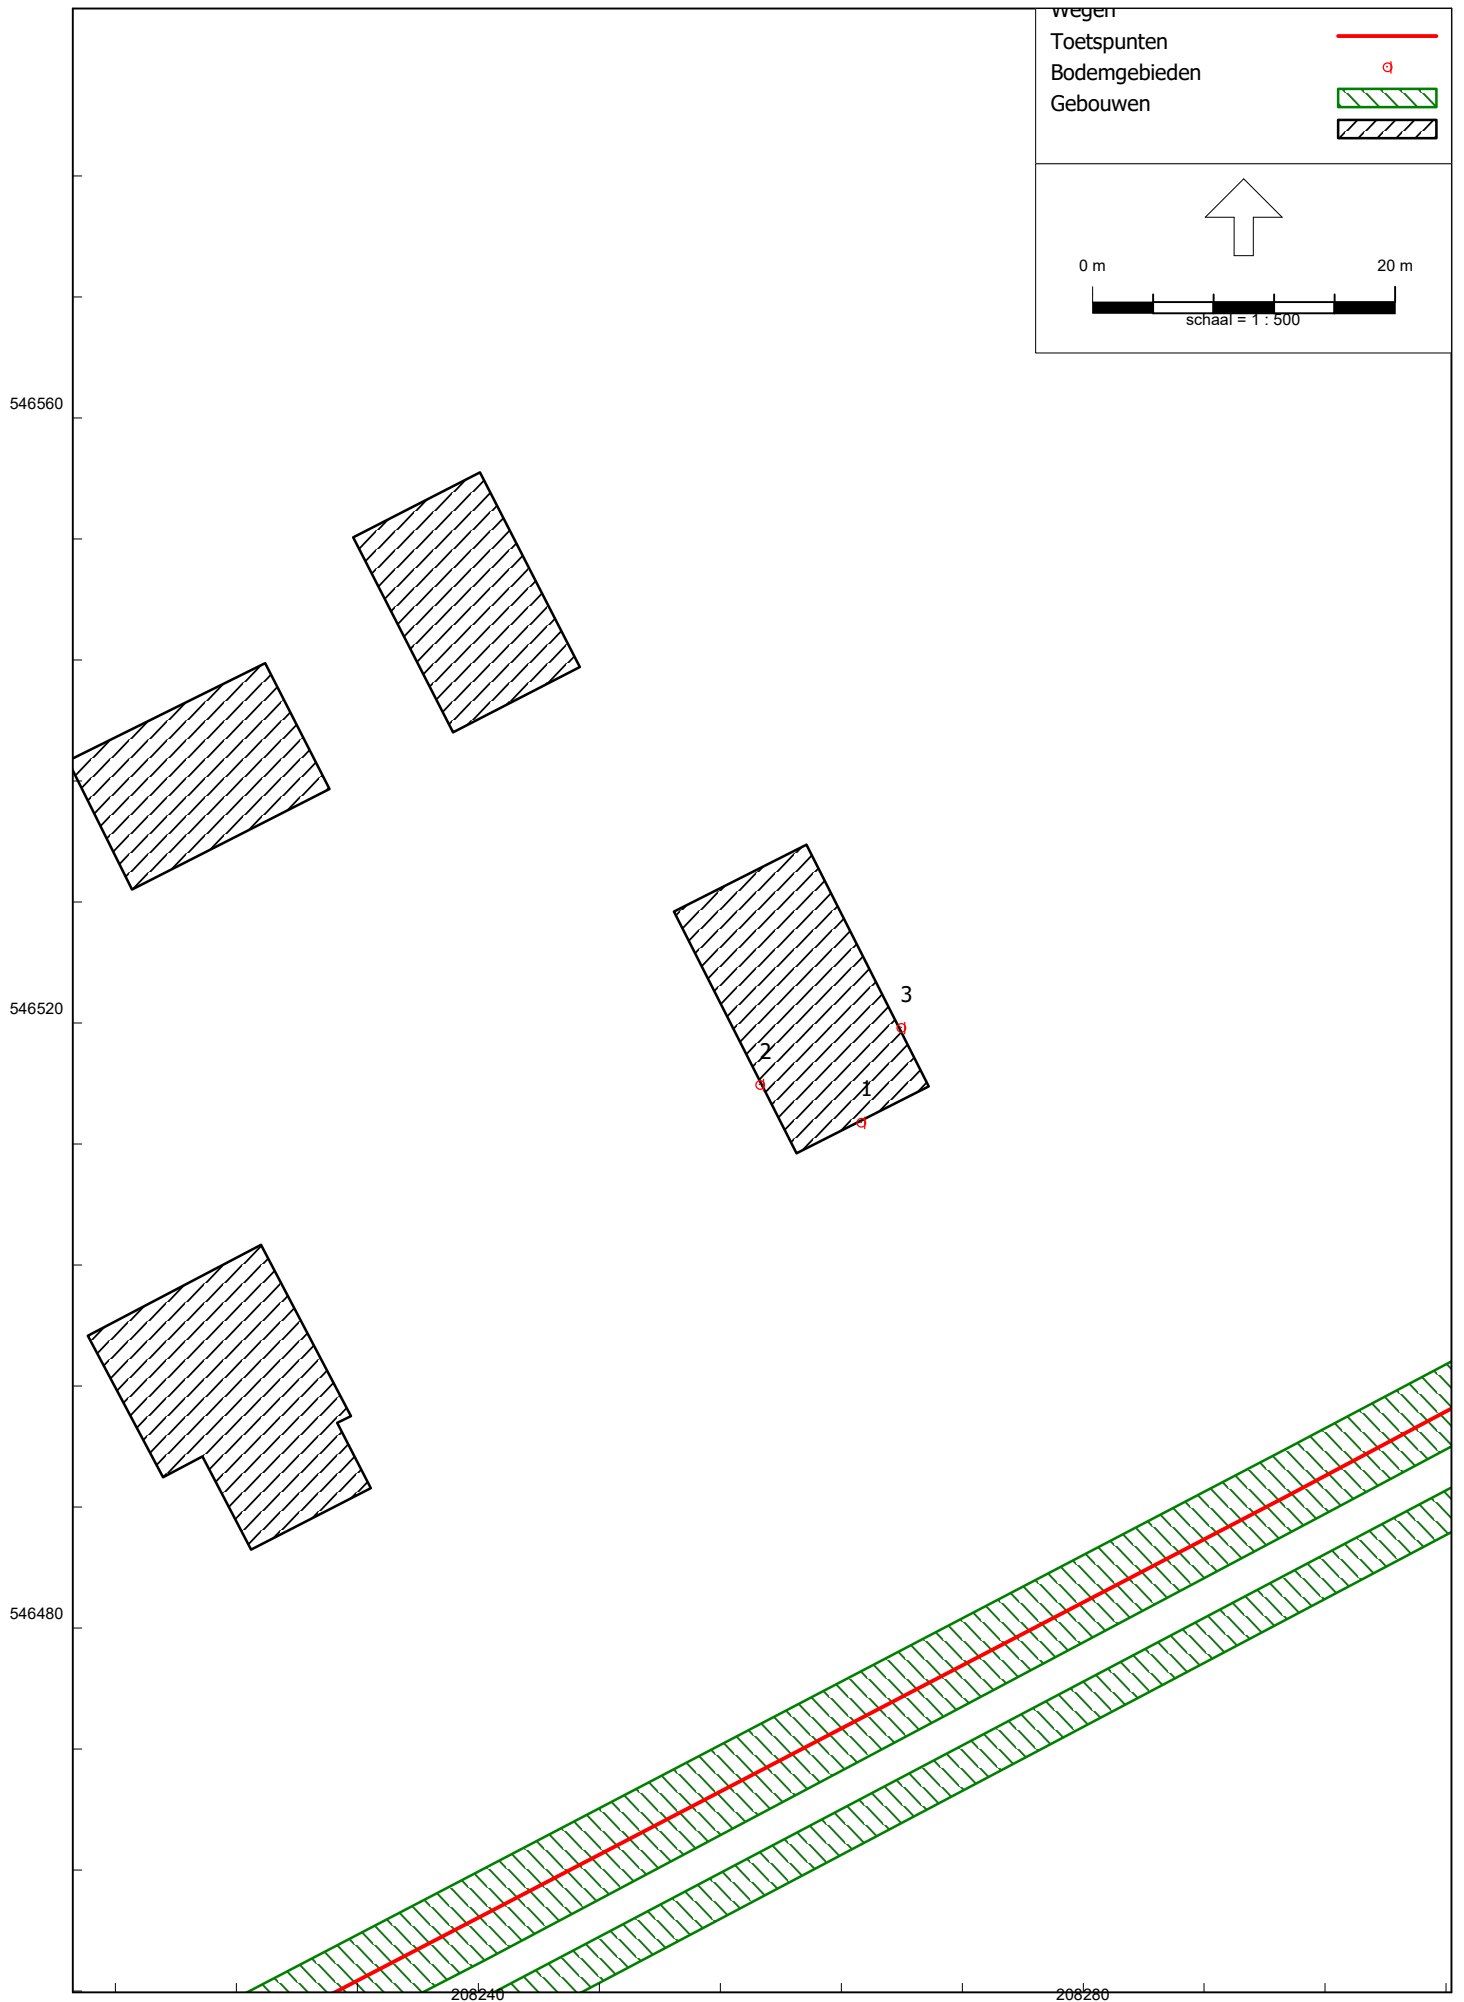 Wegen
Toetspunten
Bodemgebieden
Gebouwen
0 m 20 m
schaal = 1 : 500
546560
546520
3
2
1
546480
208240 208280